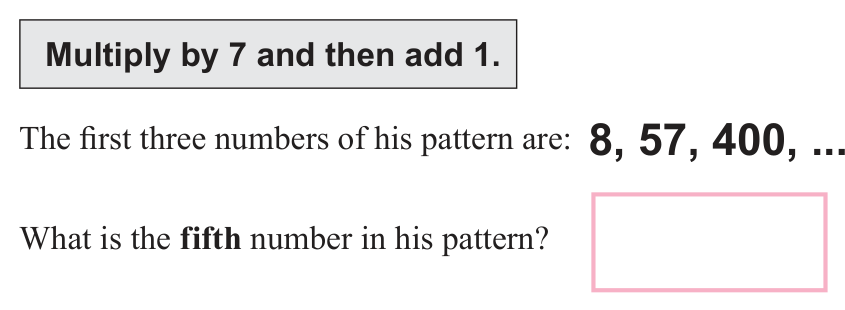 Multiply by 7 and then add 1.
The first three numbers of his pattern are: 8, 57, 400, ...
What is the fifth number in his pattern?